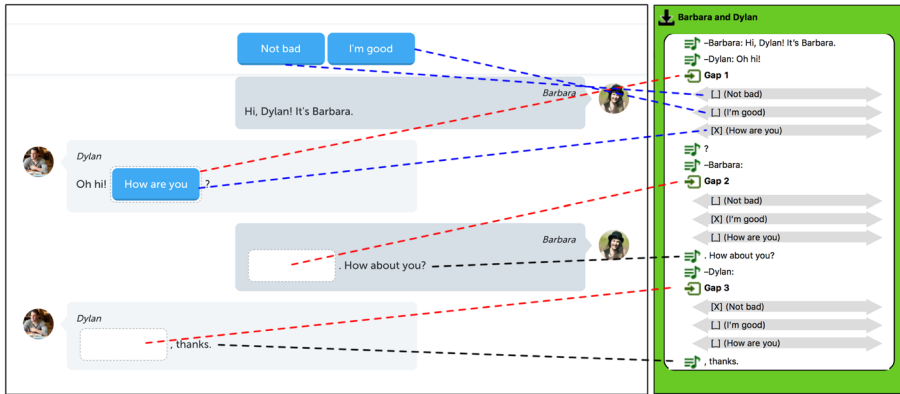 Not bad
I'm good
Barbara
Hi, Dylan! It's Barbara.
Dylan
Oh hi! How are you ?
Barbara
. How about you?
Dylan
, thanks.
Barbara and Dylan
–Barbara: Hi, Dylan! It's Barbara.
–Dylan: Oh hi!
Gap 1
[_] (Not bad)
[_] (I'm good)
[X] (How are you)
?
–Barbara:
Gap 2
[_] (Not bad)
[X] (I'm good)
[_] (How are you)
. How about you?
–Dylan:
Gap 3
[X] (Not bad)
[_] (I'm good)
[_] (How are you)
, thanks.